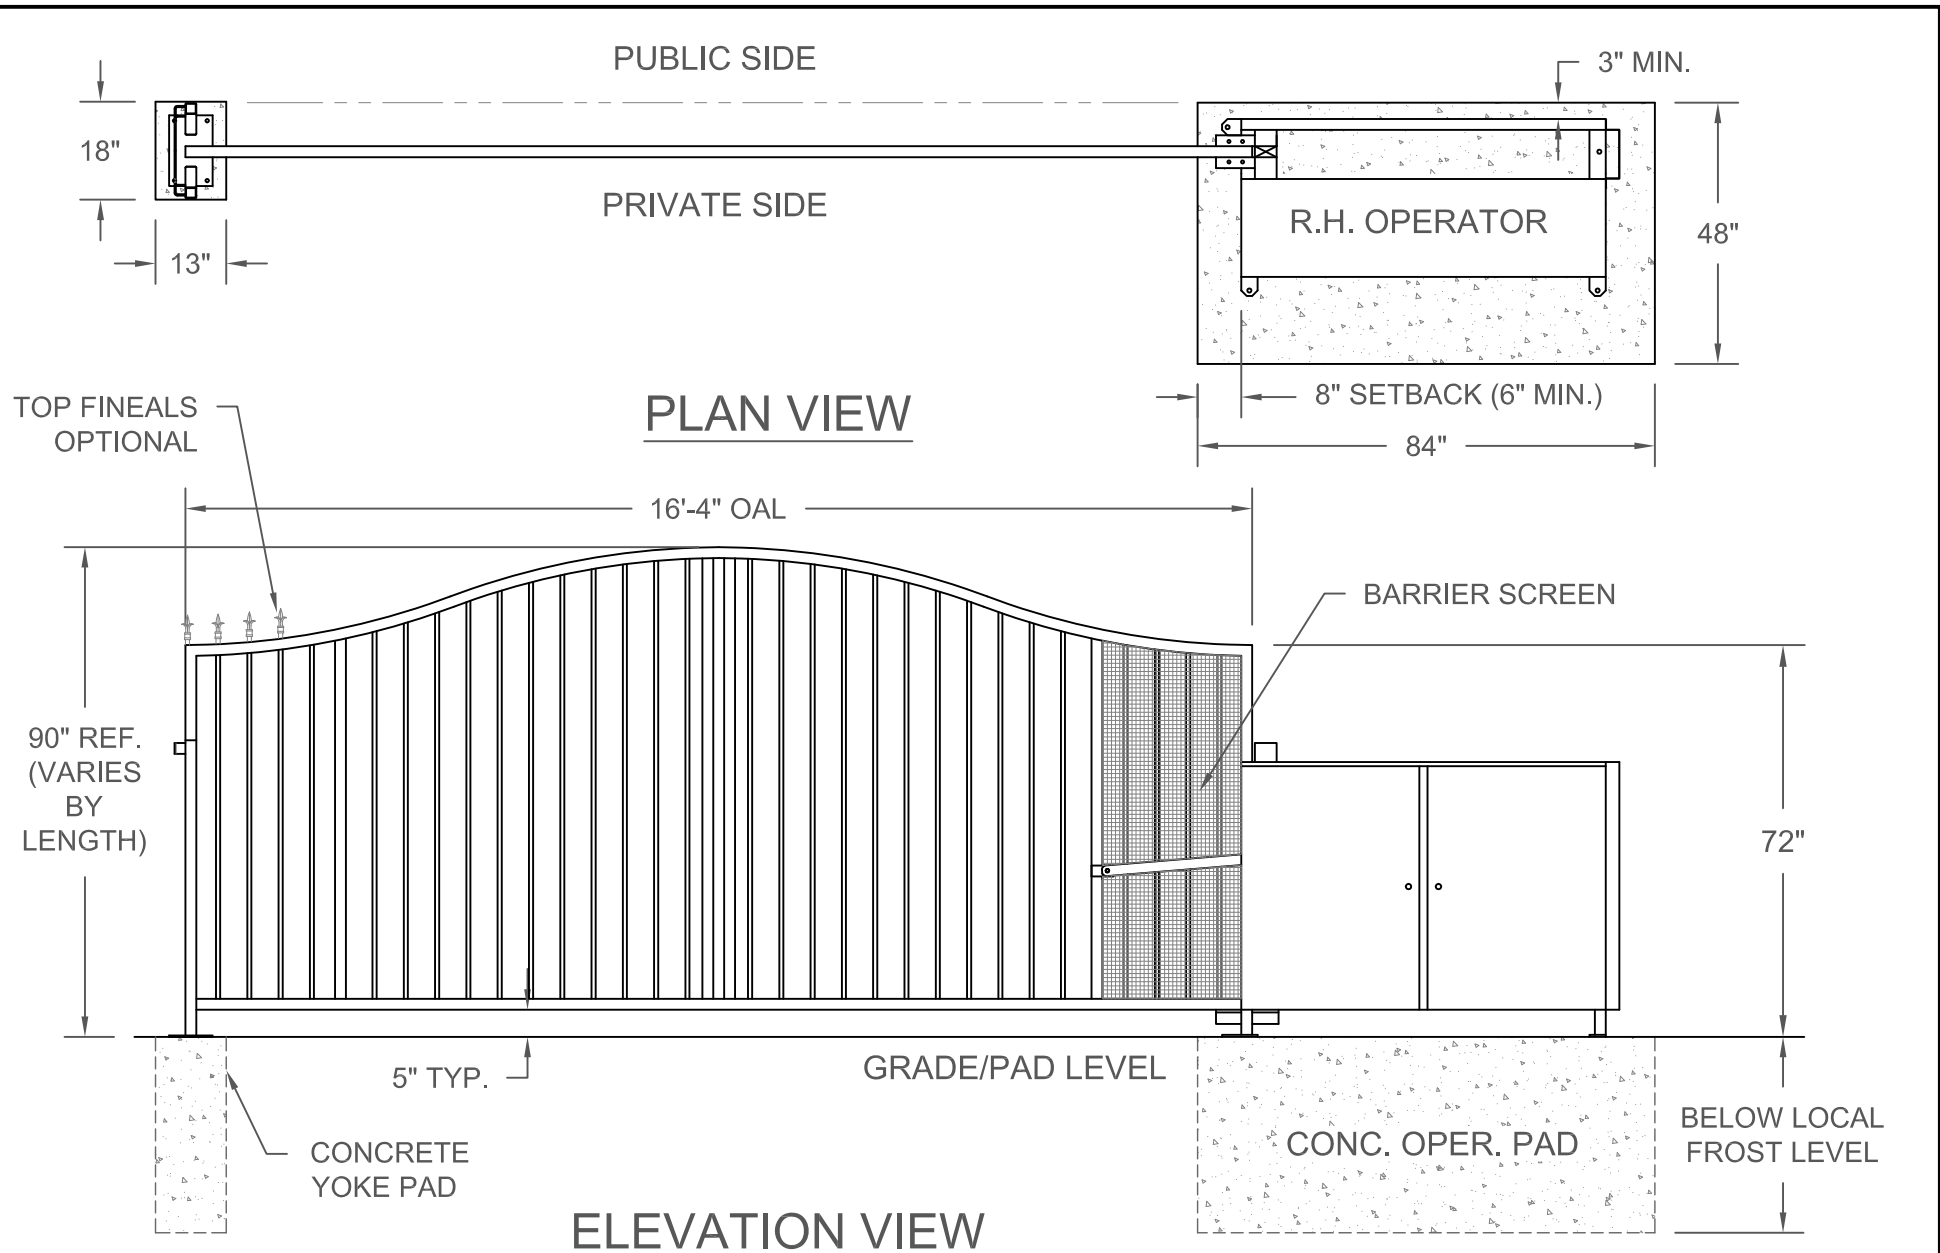 PUBLIC SIDE
3" MIN.
18"
PRIVATE SIDE
R.H. OPERATOR
48"
13"
8" SETBACK (6" MIN.)
TOP FINEALS
OPTIONAL
PLAN VIEW
84"
16'-4" OAL
BARRIER SCREEN
90" REF.
(VARIES
BY
LENGTH)
72"
5" TYP.
GRADE/PAD LEVEL
CONCRETE
YOKE PAD
CONC. OPER. PAD
BELOW LOCAL
FROST LEVEL
ELEVATION VIEW